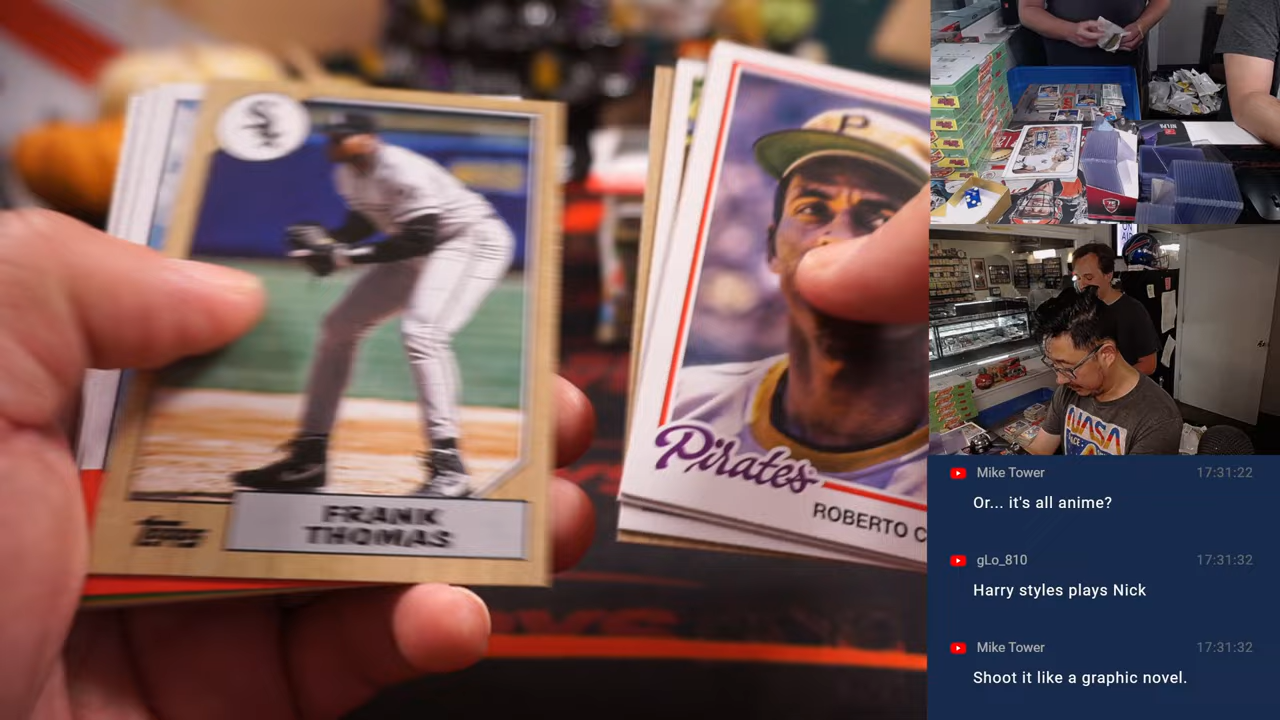 FRANK
THOMAS
Topps
P
Pirates
ROBERTO C
NASA
Mike Tower 17:31:22
Or... it's all anime?
gLo_810 17:31:32
Harry styles plays Nick
Mike Tower 17:31:32
Shoot it like a graphic novel.